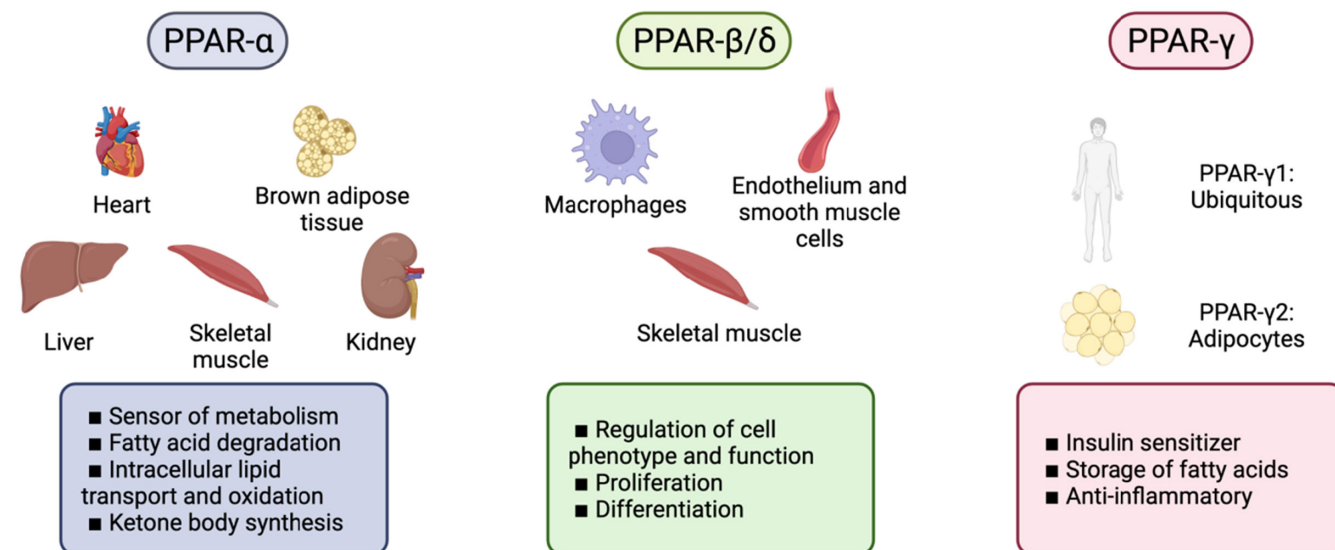 PPAR-α
PPAR-β/δ
PPAR-γ
Heart
Brown adipose
tissue
Liver
Skeletal
muscle
Kidney
Macrophages
Endothelium and
smooth muscle
cells
Skeletal muscle
PPAR-γ1:
Ubiquitous
PPAR-γ2:
Adipocytes
■ Sensor of metabolism
■ Fatty acid degradation
■ Intracellular lipid
transport and oxidation
■ Ketone body synthesis
■ Regulation of cell
phenotype and function
■ Proliferation
■ Differentiation
■ Insulin sensitizer
■ Storage of fatty acids
■ Anti-inflammatory